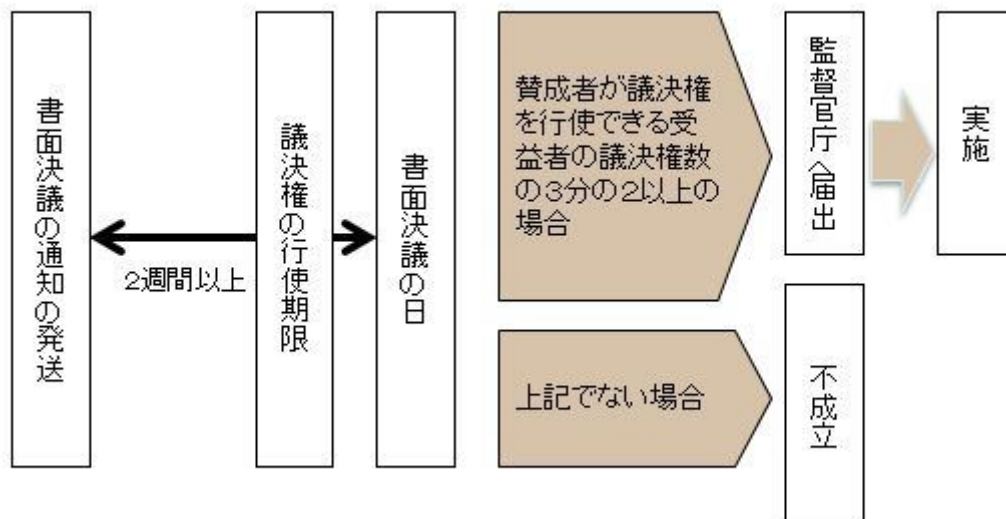 書面決議の通知の発送
2週間以上
議決権の行使期限
書面決議の日
賛成者が議決権
を行使できる受
益者の議決権数
の3分の2以上の
場合
監督官庁へ届出
実施
上記でない場合
不成立